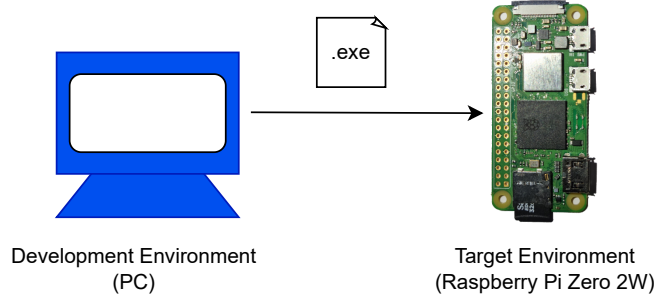 .exe
Development Environment
(PC)
Target Environment
(Raspberry Pi Zero 2W)